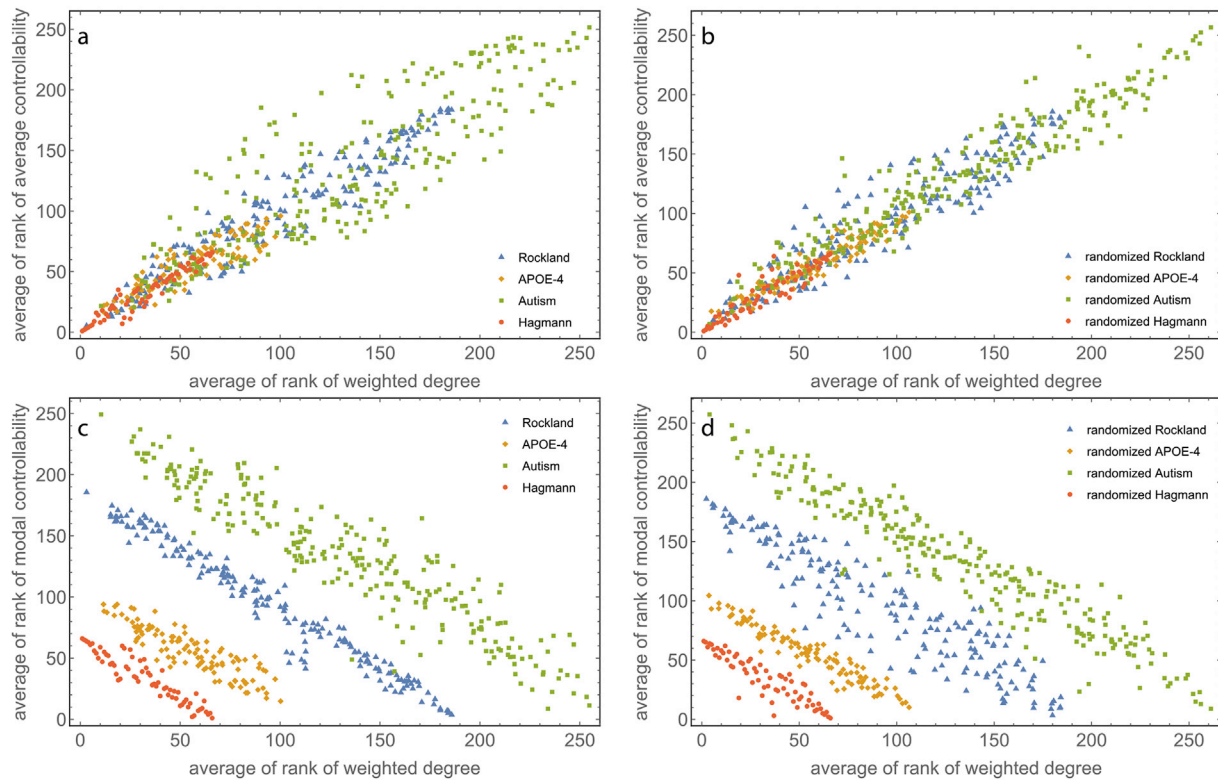 a
average of rank of average controllability
250
200
150
100
50
0
0 50 100 150 200 250
average of rank of weighted degree
Rockland
APOE-4
Autism
Hagmann
b
average of rank of average controllability
250
200
150
100
50
0
0 50 100 150 200 250
average of rank of weighted degree
randomized Rockland
randomized APOE-4
randomized Autism
randomized Hagmann
c
average of rank of modal controllability
250
200
150
100
50
0
0 50 100 150 200 250
average of rank of weighted degree
Rockland
APOE-4
Autism
Hagmann
d
average of rank of modal controllability
250
200
150
100
50
0
0 50 100 150 200 250
average of rank of weighted degree
randomized Rockland
randomized APOE-4
randomized Autism
randomized Hagmann